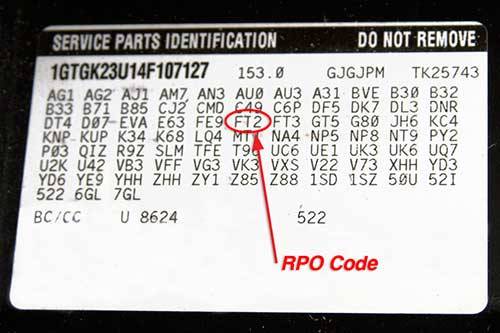 SERVICE PARTS IDENTIFICATION DO NOT REMOVE
1GTGK23U14F107127 153.0 GJGJPM TK25743
AG1 AG2 AJ1 AM7 AN3 AU0 AU3 A31 BVE B30 B32
B33 B71 B85 CJ2 CMD C49 C6P DF5 DK7 DL3 DNR
DT4 D07 EVA E63 FE9 FT2 FT3 GT5 G80 JH6 KC4
KNP KUP K34 K68 LQ4 MT1 NA4 NP5 NP8 NT9 PY2
P03 QIZ R9Z SLM TFE T96 UC6 UE1 UK3 UK6 UQ7
U2K U42 VB3 VFF VG3 VK3 VXS V22 V73 XHH YD3
YD6 YE9 YHH ZHH ZY1 Z85 Z88 1SD 1SZ 50U 52I
522 6GL 7GL
BC/CC U 8624 522
RPO Code